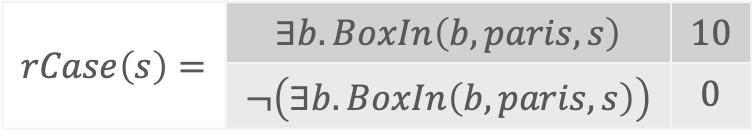 ∃b. BoxIn(b, paris, s) 10
rCase(s) =
¬(∃b. BoxIn(b, paris, s)) 0